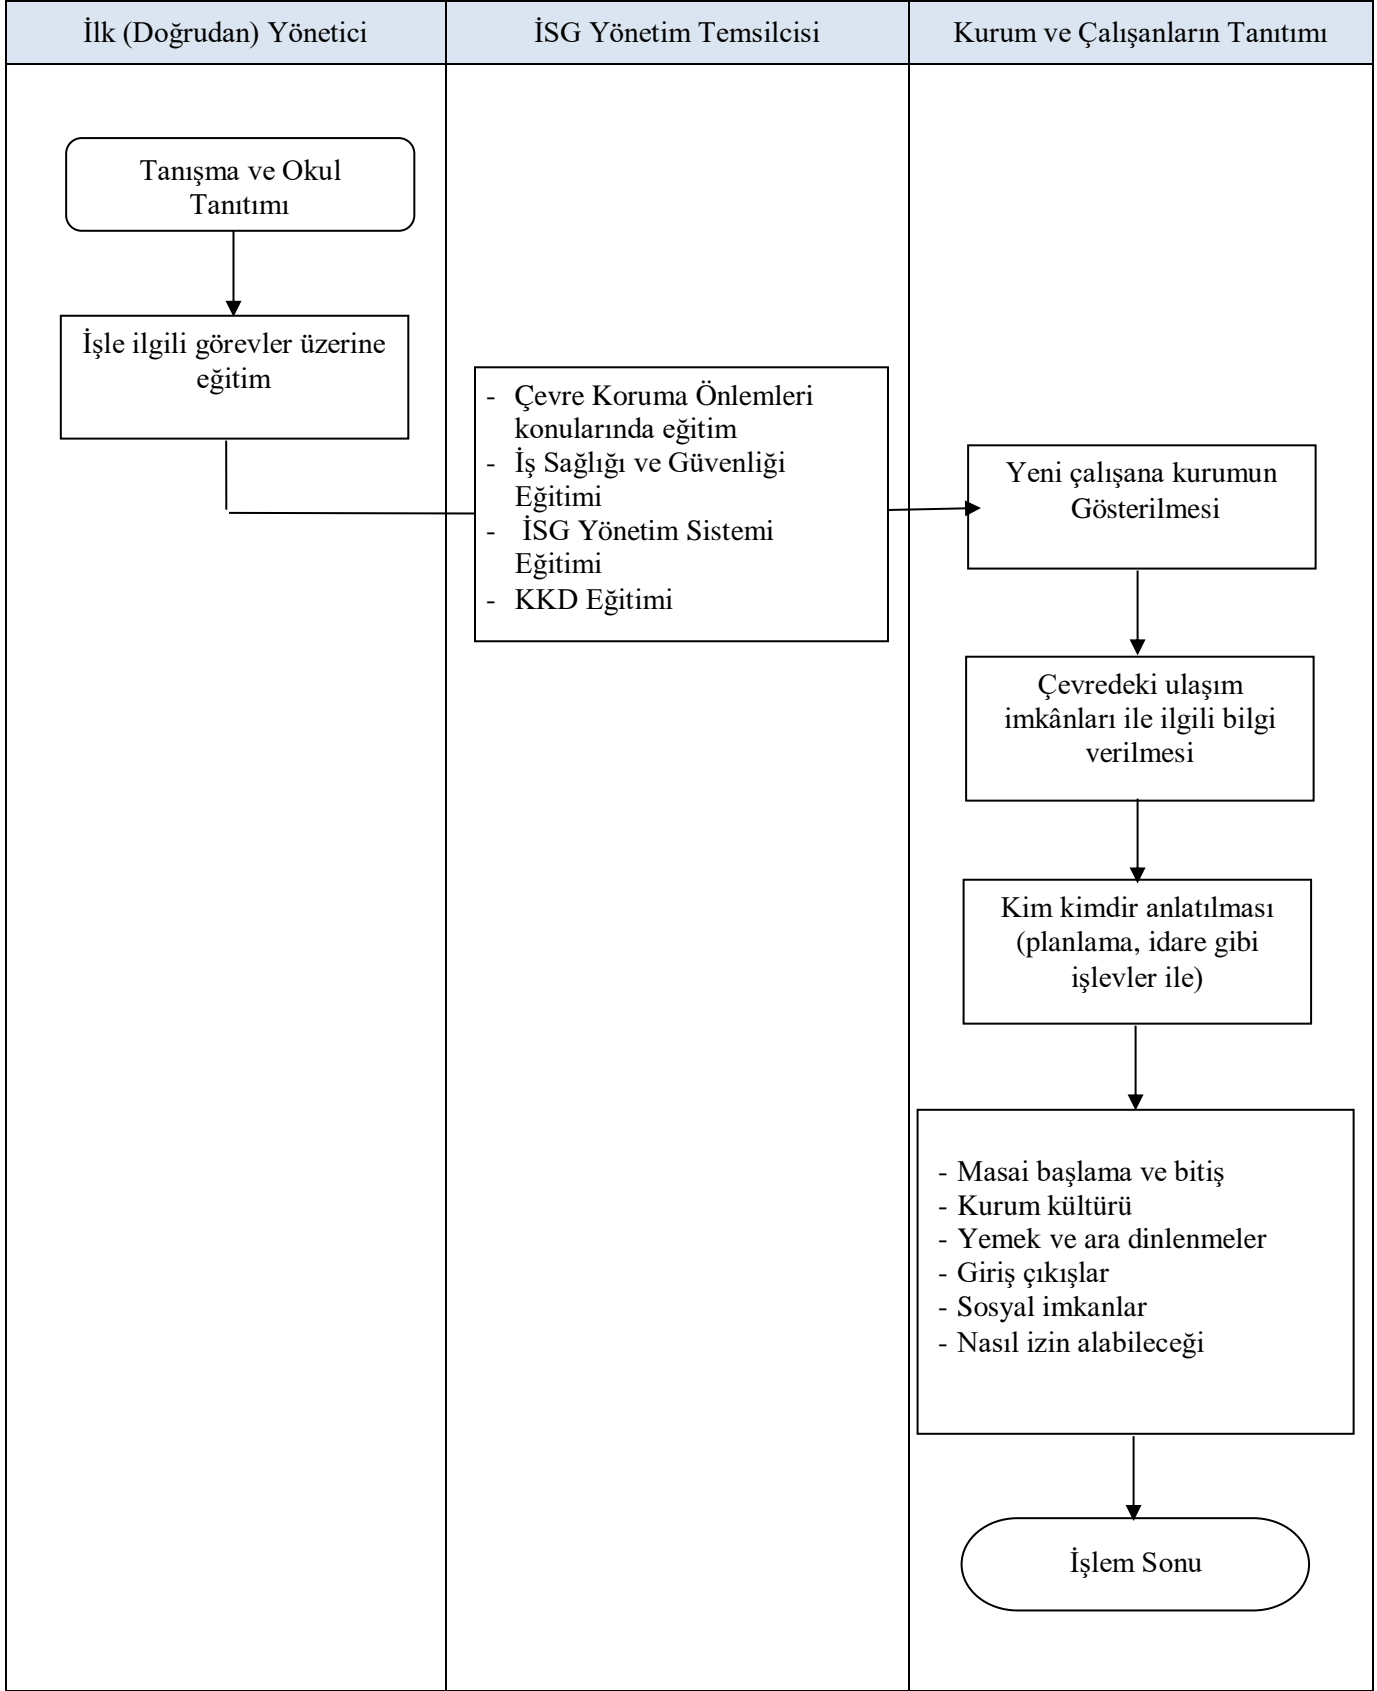 İlk (Doğrudan) Yönetici
İSG Yönetim Temsilcisi
Kurum ve Çalışanların Tanıtımı
Tanışma ve Okul
Tanıtımı
İşle ilgili görevler üzerine
eğitim
- Çevre Koruma Önlemleri
konularında eğitim
- İş Sağlığı ve Güvenliği
Eğitimi
- İSG Yönetim Sistemi
Eğitimi
- KKD Eğitimi
Yeni çalışana kurumun
Gösterilmesi
Çevredeki ulaşım
imkânları ile ilgili bilgi
verilmesi
Kim kimdir anlatılması
(planlama, idare gibi
işlevler ile)
- Masai başlama ve bitiş
- Kurum kültürü
- Yemek ve ara dinlenmeler
- Giriş çıkışlar
- Sosyal imkanlar
- Nasıl izin alabileceği
İşlem Sonu